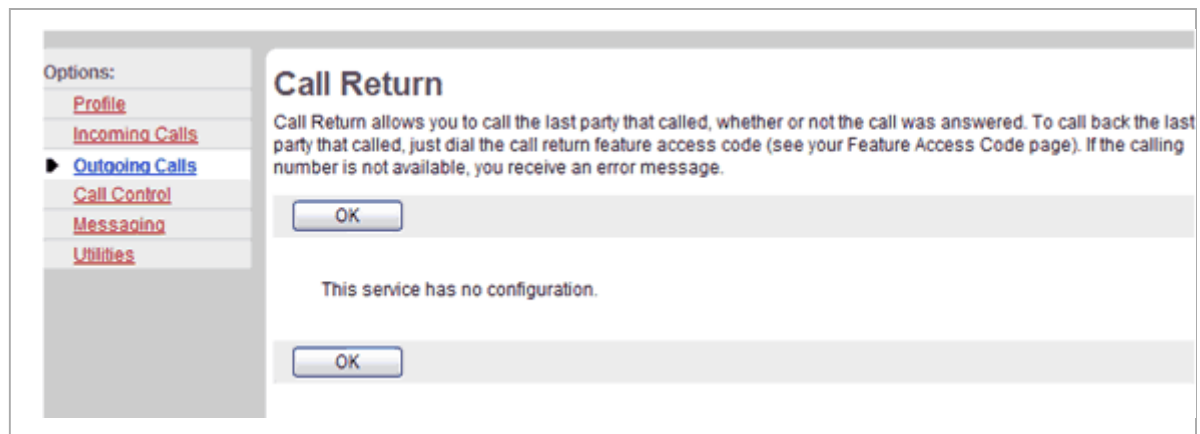 Options:
Profile
Incoming Calls
Outgoing Calls
Call Control
Messaging
Utilities
Call Return
Call Return allows you to call the last party that called, whether or not the call was answered. To call back the last
party that called, just dial the call return feature access code (see your Feature Access Code page). If the calling
number is not available, you receive an error message.
OK
This service has no configuration.
OK